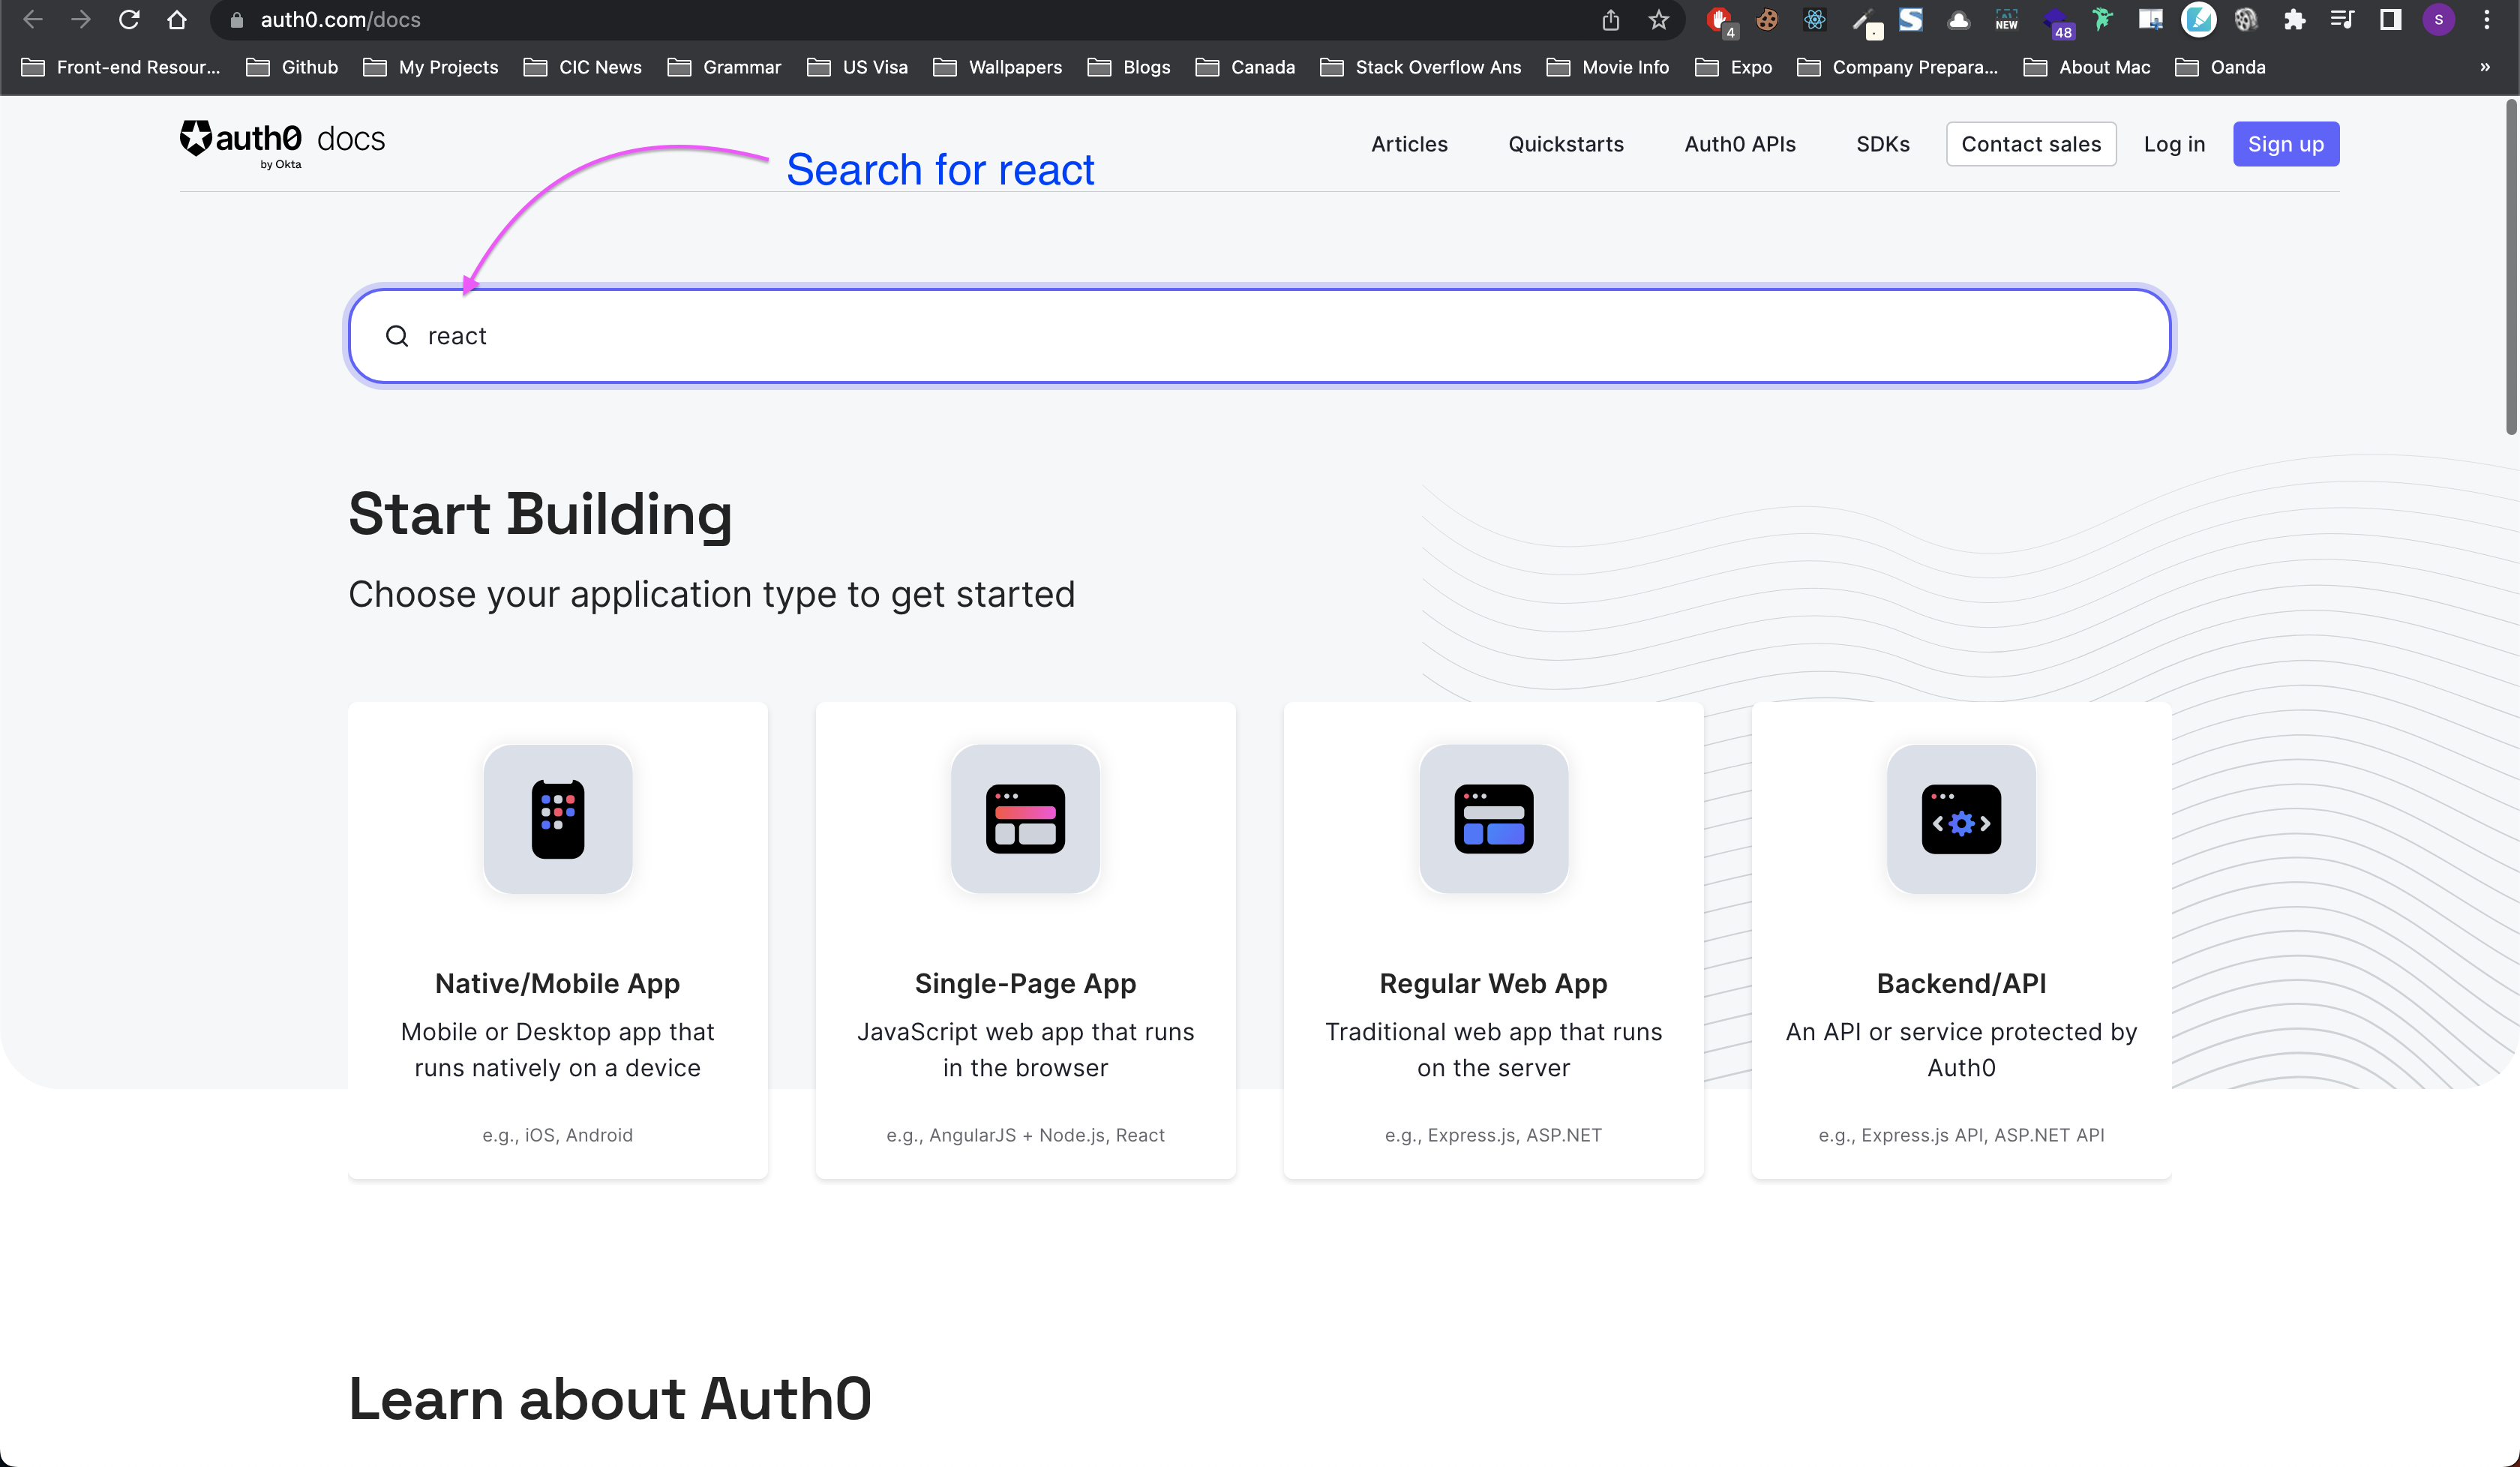 auth0.com/docs
4
NEW
48
S
Front-end Resour...
Github
My Projects
CIC News
Grammar
US Visa
Wallpapers
Blogs
Canada
Stack Overflow Ans
Movie Info
Expo
Company Prepara...
About Mac
Oanda
»
auth0 docs
by Okta
Articles
Quickstarts
Auth0 APIs
SDKs
Contact sales
Log in
Sign up
Search for react
react
Start Building
Choose your application type to get started
Native/Mobile App
Mobile or Desktop app that
runs natively on a device
e.g., iOS, Android
Single-Page App
JavaScript web app that runs
in the browser
e.g., AngularJS + Node.js, React
Regular Web App
Traditional web app that runs
on the server
e.g., Express.js, ASP.NET
Backend/API
An API or service protected by
Auth0
e.g., Express.js API, ASP.NET API
Learn about Auth0